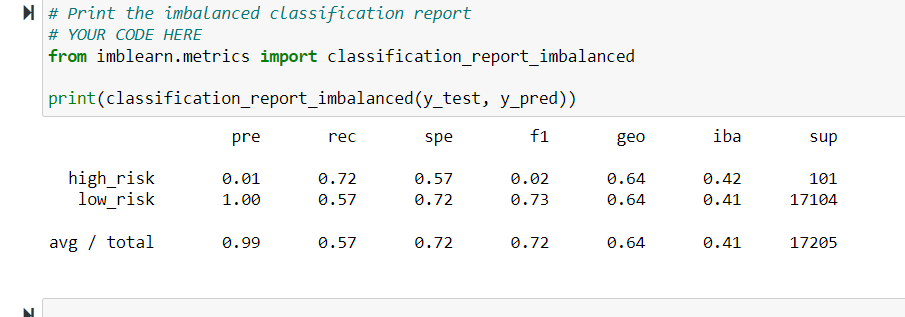 # Print the imbalanced classification report
# YOUR CODE HERE
from imblearn.metrics import classification_report_imbalanced
print(classification_report_imbalanced(y_test, y_pred))
pre rec spe f1 geo iba sup
high_risk 0.01 0.72 0.57 0.02 0.64 0.42 101
low_risk 1.00 0.57 0.72 0.73 0.64 0.41 17104
avg / total 0.99 0.57 0.72 0.72 0.64 0.41 17205